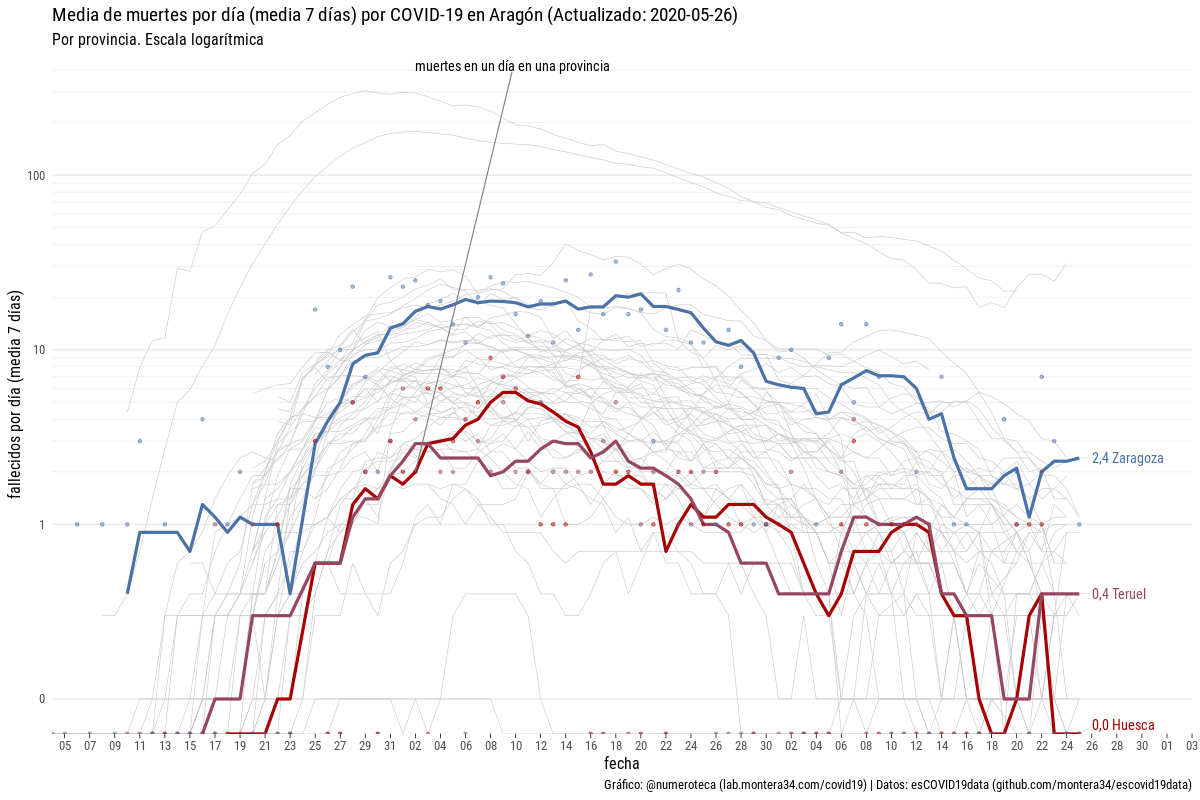 Media de muertes por día (media 7 días) por COVID-19 en Aragón (Actualizado: 2020-05-26)
Por provincia. Escala logarítmica
muertes en un día en una provincia
fallecidos por día (media 7 días)
100
10
1
0
2,4 Zaragoza
0,4 Teruel
0,0 Huesca
05 07 09 11 13 15 17 19 21 23 25 27 29 31 02 04 06 08 10 12 14 16 18 20 22 24 26 28 30 02 04 06 08 10 12 14 16 18 20 22 24 26 28 30 01 03
fecha
Gráfico: @numeroteca (lab.montera34.com/covid19) | Datos: esCOVID19data (github.com/montera34/escovid19data)